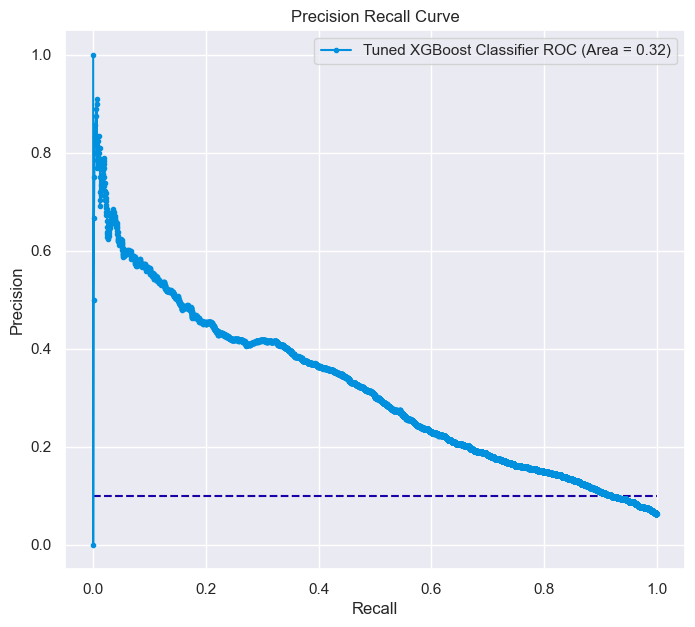 Precision Recall Curve
Tuned XGBoost Classifier ROC (Area = 0.32)
1.0
0.8
0.6
0.4
0.2
0.0
Precision
0.0 0.2 0.4 0.6 0.8 1.0
Recall